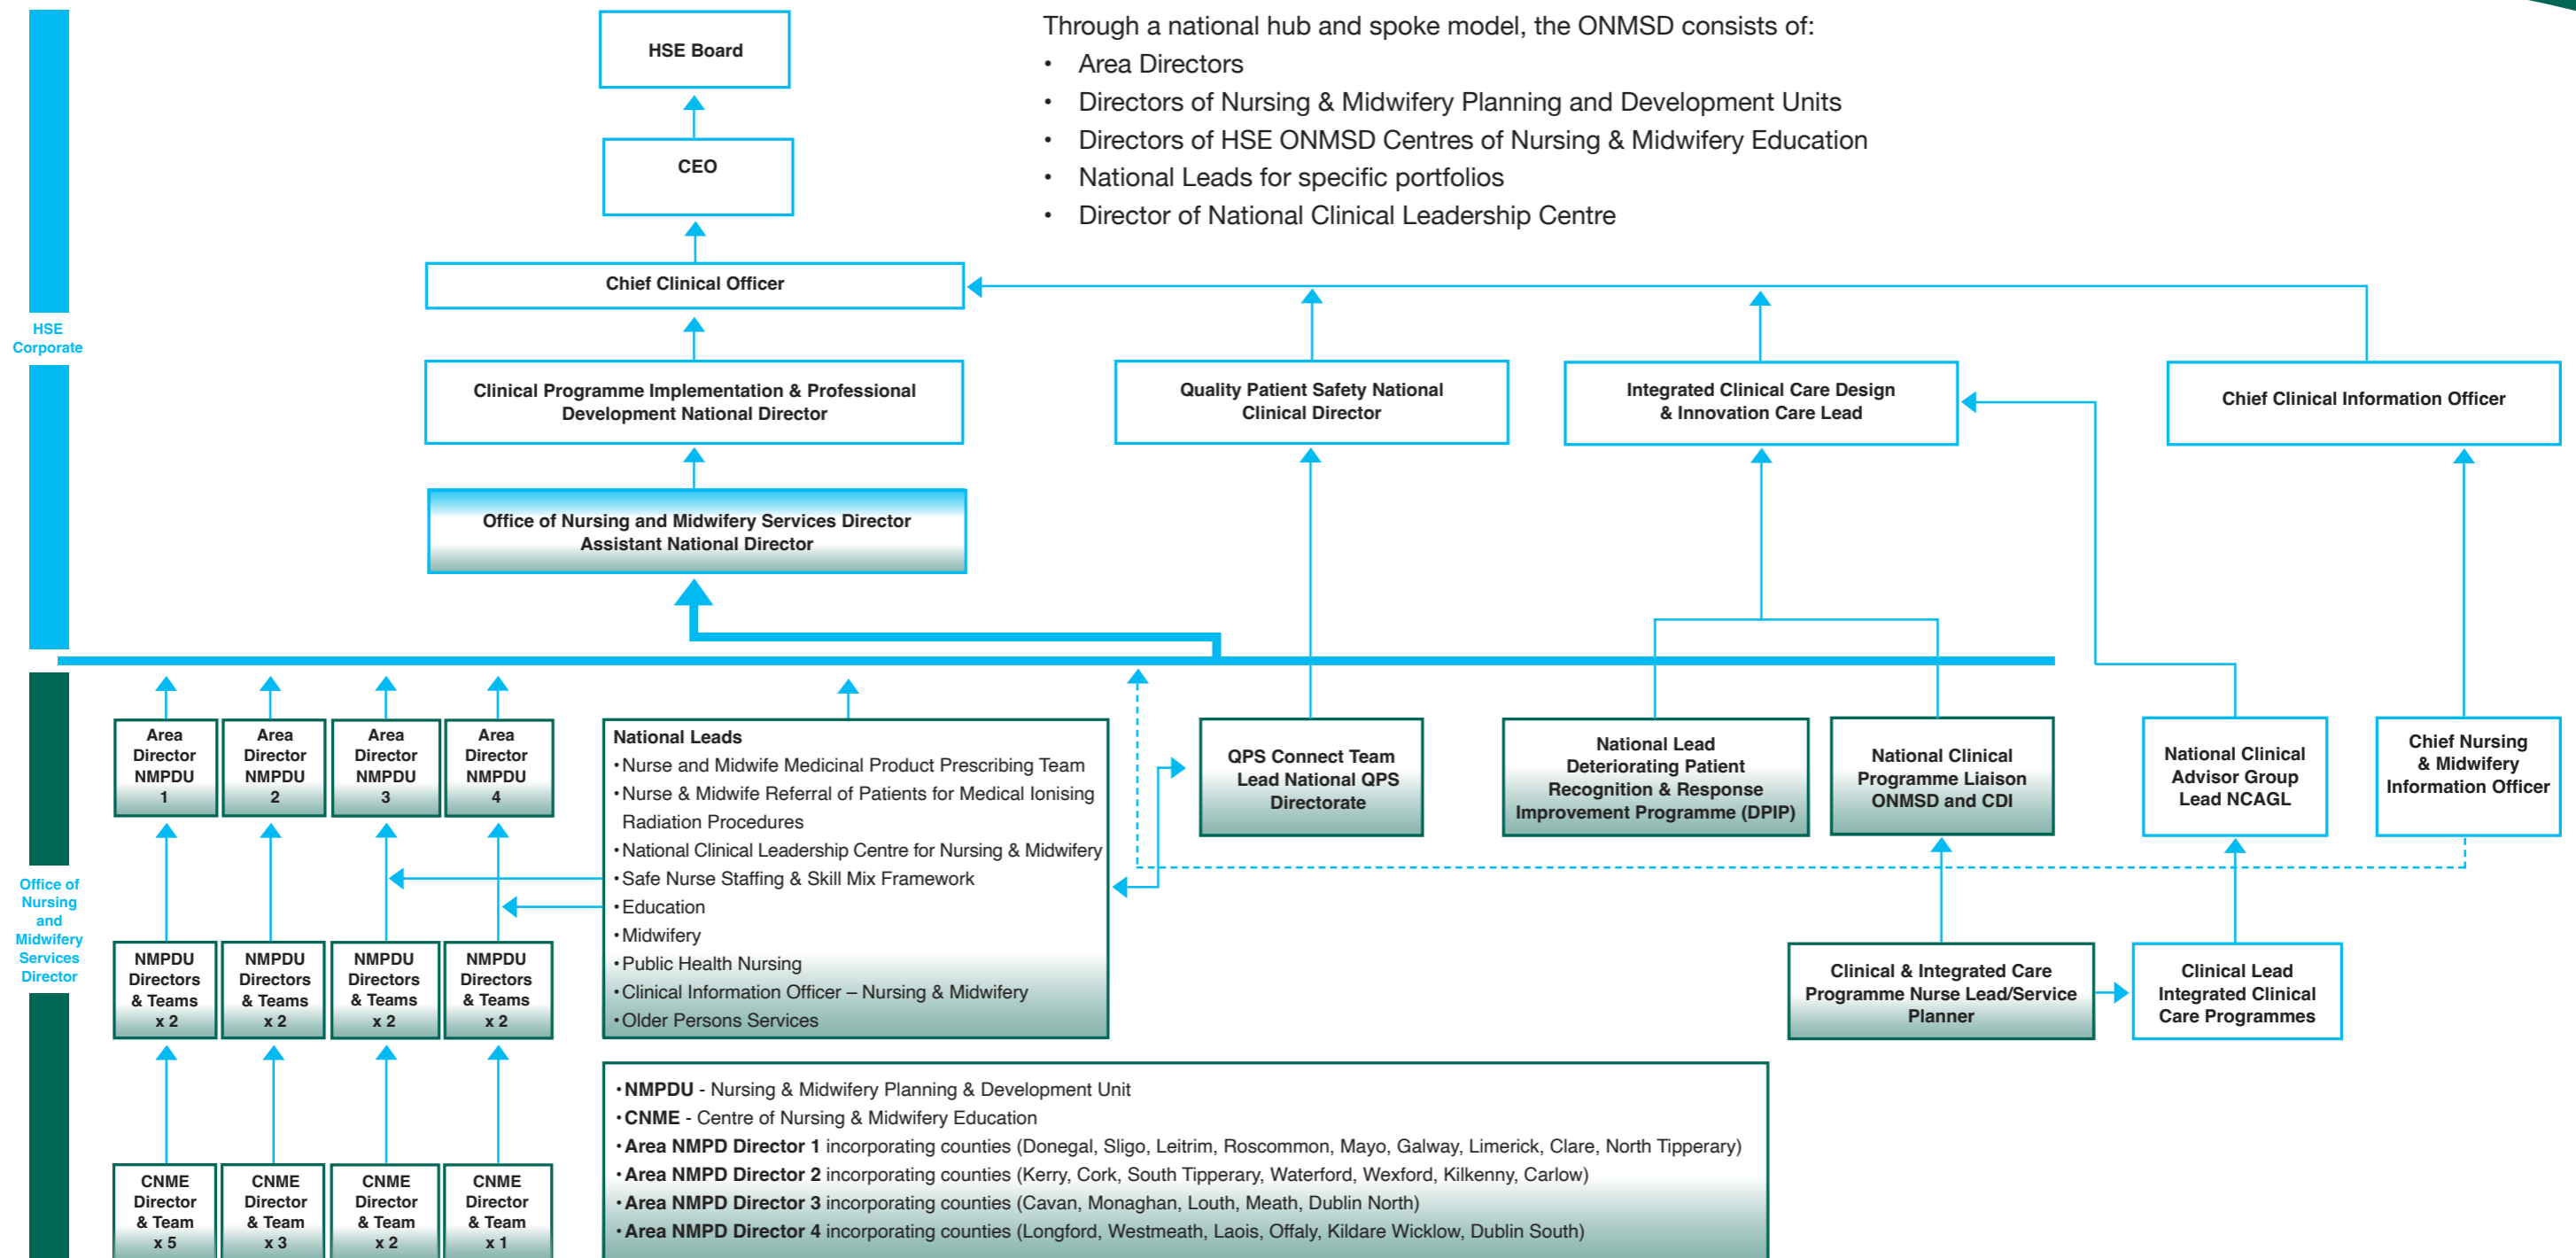 Through a national hub and spoke model, the ONMSD consists of:
• Area Directors
• Directors of Nursing & Midwifery Planning and Development Units
• Directors of HSE ONMSD Centres of Nursing & Midwifery Education
• National Leads for specific portfolios
• Director of National Clinical Leadership Centre
HSE Board
CEO
Chief Clinical Officer
HSE
Corporate
Clinical Programme Implementation & Professional
Development National Director
Quality Patient Safety National
Clinical Director
Integrated Clinical Care Design
& Innovation Care Lead
Chief Clinical Information Officer
Office of Nursing and Midwifery Services Director
Assistant National Director
Office of
Nursing
and
Midwifery
Services
Director
Area
Director
NMPDU
1
Area
Director
NMPDU
2
Area
Director
NMPDU
3
Area
Director
NMPDU
4
National Leads
• Nurse and Midwife Medicinal Product Prescribing Team
• Nurse & Midwife Referral of Patients for Medical Ionising
Radiation Procedures
• National Clinical Leadership Centre for Nursing & Midwifery
• Safe Nurse Staffing & Skill Mix Framework
• Education
• Midwifery
• Public Health Nursing
• Clinical Information Officer – Nursing & Midwifery
• Older Persons Services
QPS Connect Team
Lead National QPS
Directorate
National Lead
Deteriorating Patient
Recognition & Response
Improvement Programme (DPIP)
National Clinical
Programme Liaison
ONMSD and CDI
National Clinical
Advisor Group
Lead NCAGL
Chief Nursing
& Midwifery
Information Officer
NMPDU
Directors
& Teams
x 2
NMPDU
Directors
& Teams
x 2
NMPDU
Directors
& Teams
x 2
NMPDU
Directors
& Teams
x 2
Clinical & Integrated Care
Programme Nurse Lead/Service
Planner
Clinical Lead
Integrated Clinical
Care Programmes
CNME
Director
& Team
x 5
CNME
Director
& Team
x 3
CNME
Director
& Team
x 2
CNME
Director
& Team
x 1
• NMPDU - Nursing & Midwifery Planning & Development Unit
• CNME - Centre of Nursing & Midwifery Education
• Area NMPD Director 1 incorporating counties (Donegal, Sligo, Leitrim, Roscommon, Mayo, Galway, Limerick, Clare, North Tipperary)
• Area NMPD Director 2 incorporating counties (Kerry, Cork, South Tipperary, Waterford, Wexford, Kilkenny, Carlow)
• Area NMPD Director 3 incorporating counties (Cavan, Monaghan, Louth, Meath, Dublin North)
• Area NMPD Director 4 incorporating counties (Longford, Westmeath, Laois, Offaly, Kildare Wicklow, Dublin South)